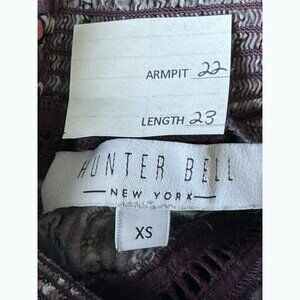 ARMPIT 22
LENGTH 23
HUNTER BELL
NEW YORK
XS